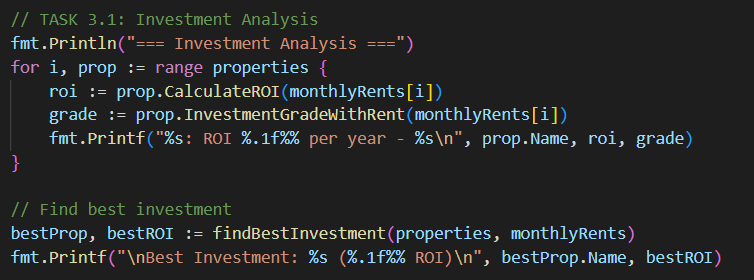 // TASK 3.1: Investment Analysis
fmt.Println("=== Investment Analysis ===")
for i, prop := range properties {
    roi := prop.CalculateROI(monthlyRents[i])
    grade := prop.InvestmentGradeWithRent(monthlyRents[i])
    fmt.Printf("%s: ROI %.1f%% per year - %s\n", prop.Name, roi, grade)
}

// Find best investment
bestProp, bestROI := findBestInvestment(properties, monthlyRents)
fmt.Printf("\nBest Investment: %s (%.1f%% ROI)\n", bestProp.Name, bestROI)